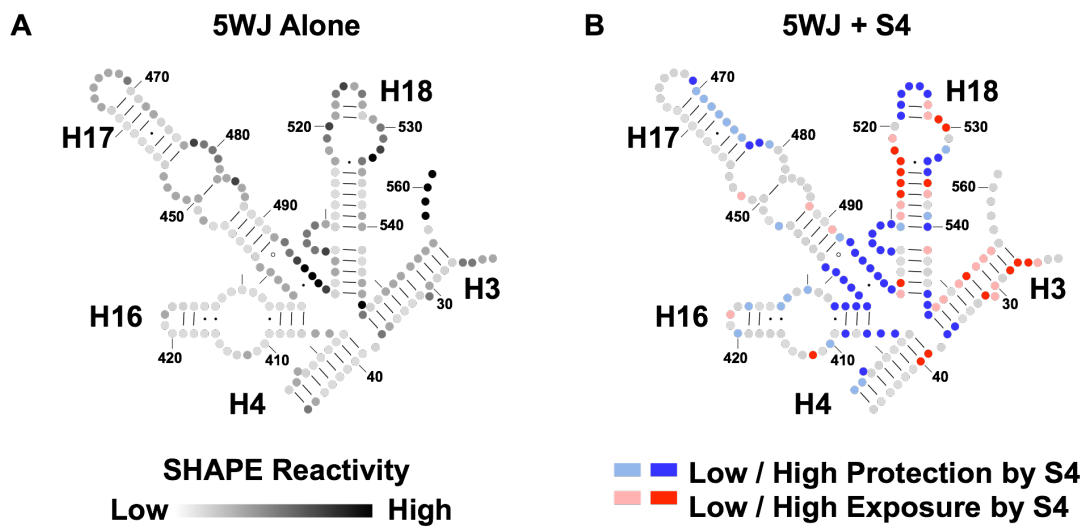 A 5WJ Alone
B 5WJ + S4
470
H17
480
450
490
H18
520
530
560
540
H3
30
H16
420
410
40
H4
SHAPE Reactivity
Low High
470
H17
480
450
490
H18
520
530
560
540
H3
30
H16
420
410
40
H4
Low / High Protection by S4
Low / High Exposure by S4